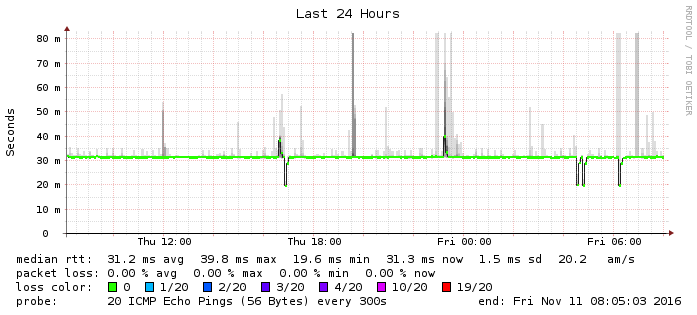 Last 24 Hours
RRDTOOL / TOBI OETIKER
Seconds
80 m
70 m
60 m
50 m
40 m
30 m
20 m
10 m
0
Thu 12:00 Thu 18:00 Fri 00:00 Fri 06:00
median rtt: 31.2 ms avg 39.8 ms max 19.6 ms min 31.3 ms now 1.5 ms sd 20.2 am/s
packet loss: 0.00 % avg 0.00 % max 0.00 % min 0.00 % now
loss color: 0 1/20 2/20 3/20 4/20 10/20 19/20
probe: 20 ICMP Echo Pings (56 Bytes) every 300s end: Fri Nov 11 08:05:03 2016